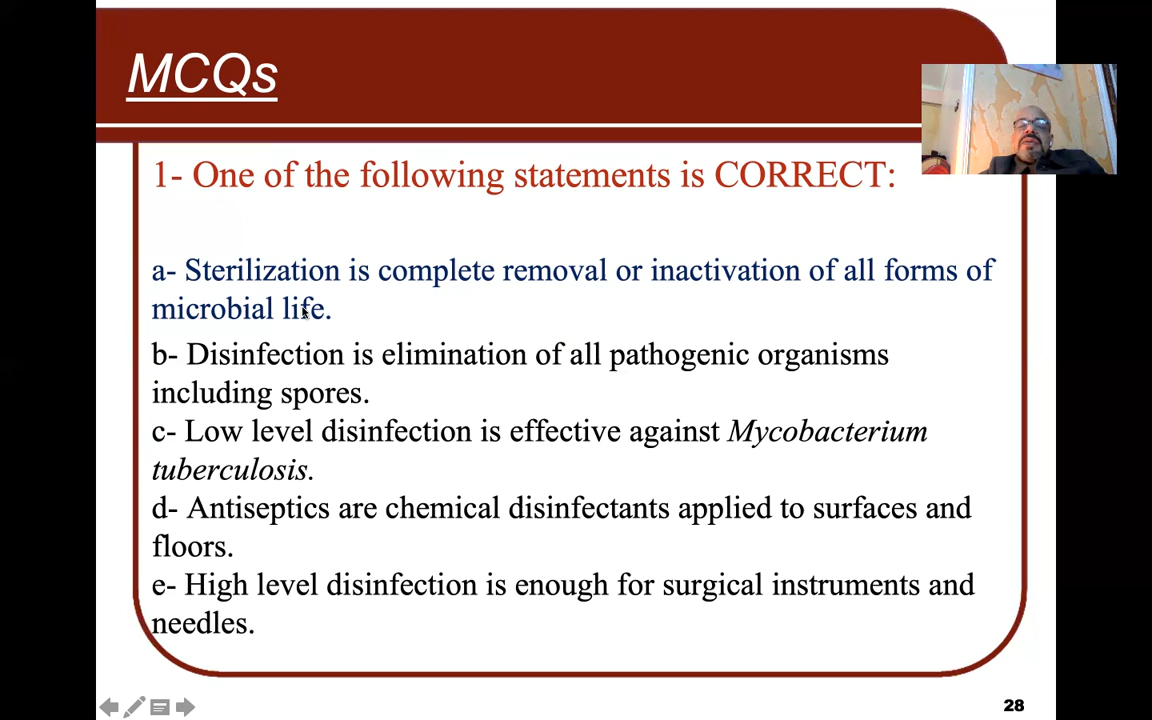 MCQs
1- One of the following statements is CORRECT:
a- Sterilization is complete removal or inactivation of all forms of
microbial life.
b- Disinfection is elimination of all pathogenic organisms
including spores.
c- Low level disinfection is effective against Mycobacterium
tuberculosis.
d- Antiseptics are chemical disinfectants applied to surfaces and
floors.
e- High level disinfection is enough for surgical instruments and
needles.
28